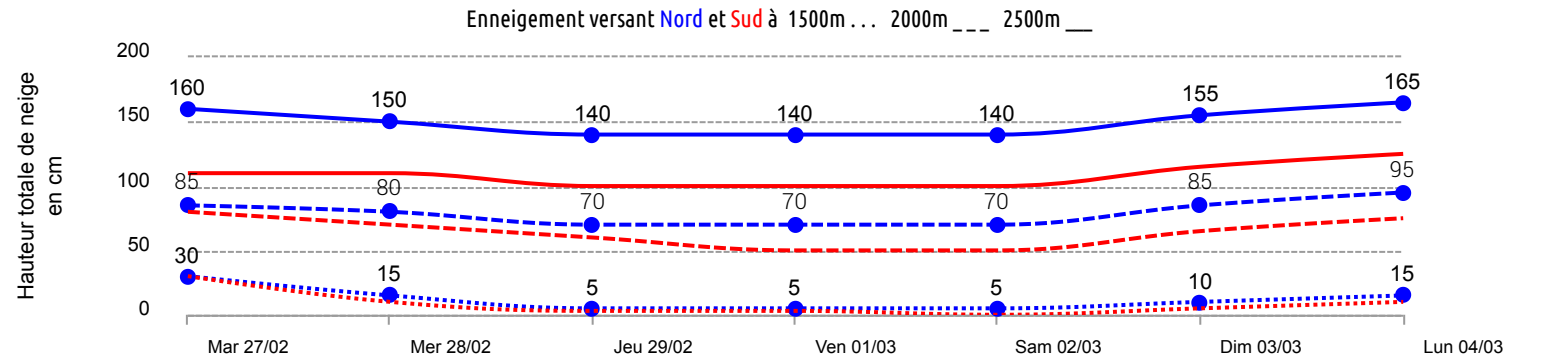 Enneigement versant Nord et Sud à 1500m . . . 2000m _ _ _ 2500m __
Hauteur totale de neige
en cm
200
150
100
50
0
160 150 140 140 140 155 165
85 80 70 70 70 85 95
30 15 5 5 5 10 15
Mar 27/02 Mer 28/02 Jeu 29/02 Ven 01/03 Sam 02/03 Dim 03/03 Lun 04/03